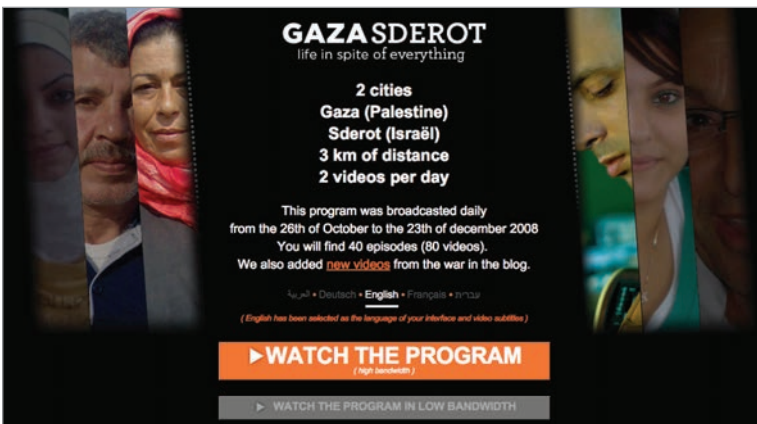 GAZA SDEROT
life in spite of everything
2 cities
Gaza (Palestine)
Sderot (Israël)
3 km of distance
2 videos per day
This program was broadcasted daily
from the 26th of October to the 23th of december 2008
You will find 40 episodes (80 videos).
We also added new videos from the war in the blog.
العربية • Deutsch • English • Français • עברית
( English has been selected as the language of your interface and video subtitles )
WATCH THE PROGRAM
( high bandwidth )
WATCH THE PROGRAM IN LOW BANDWIDTH